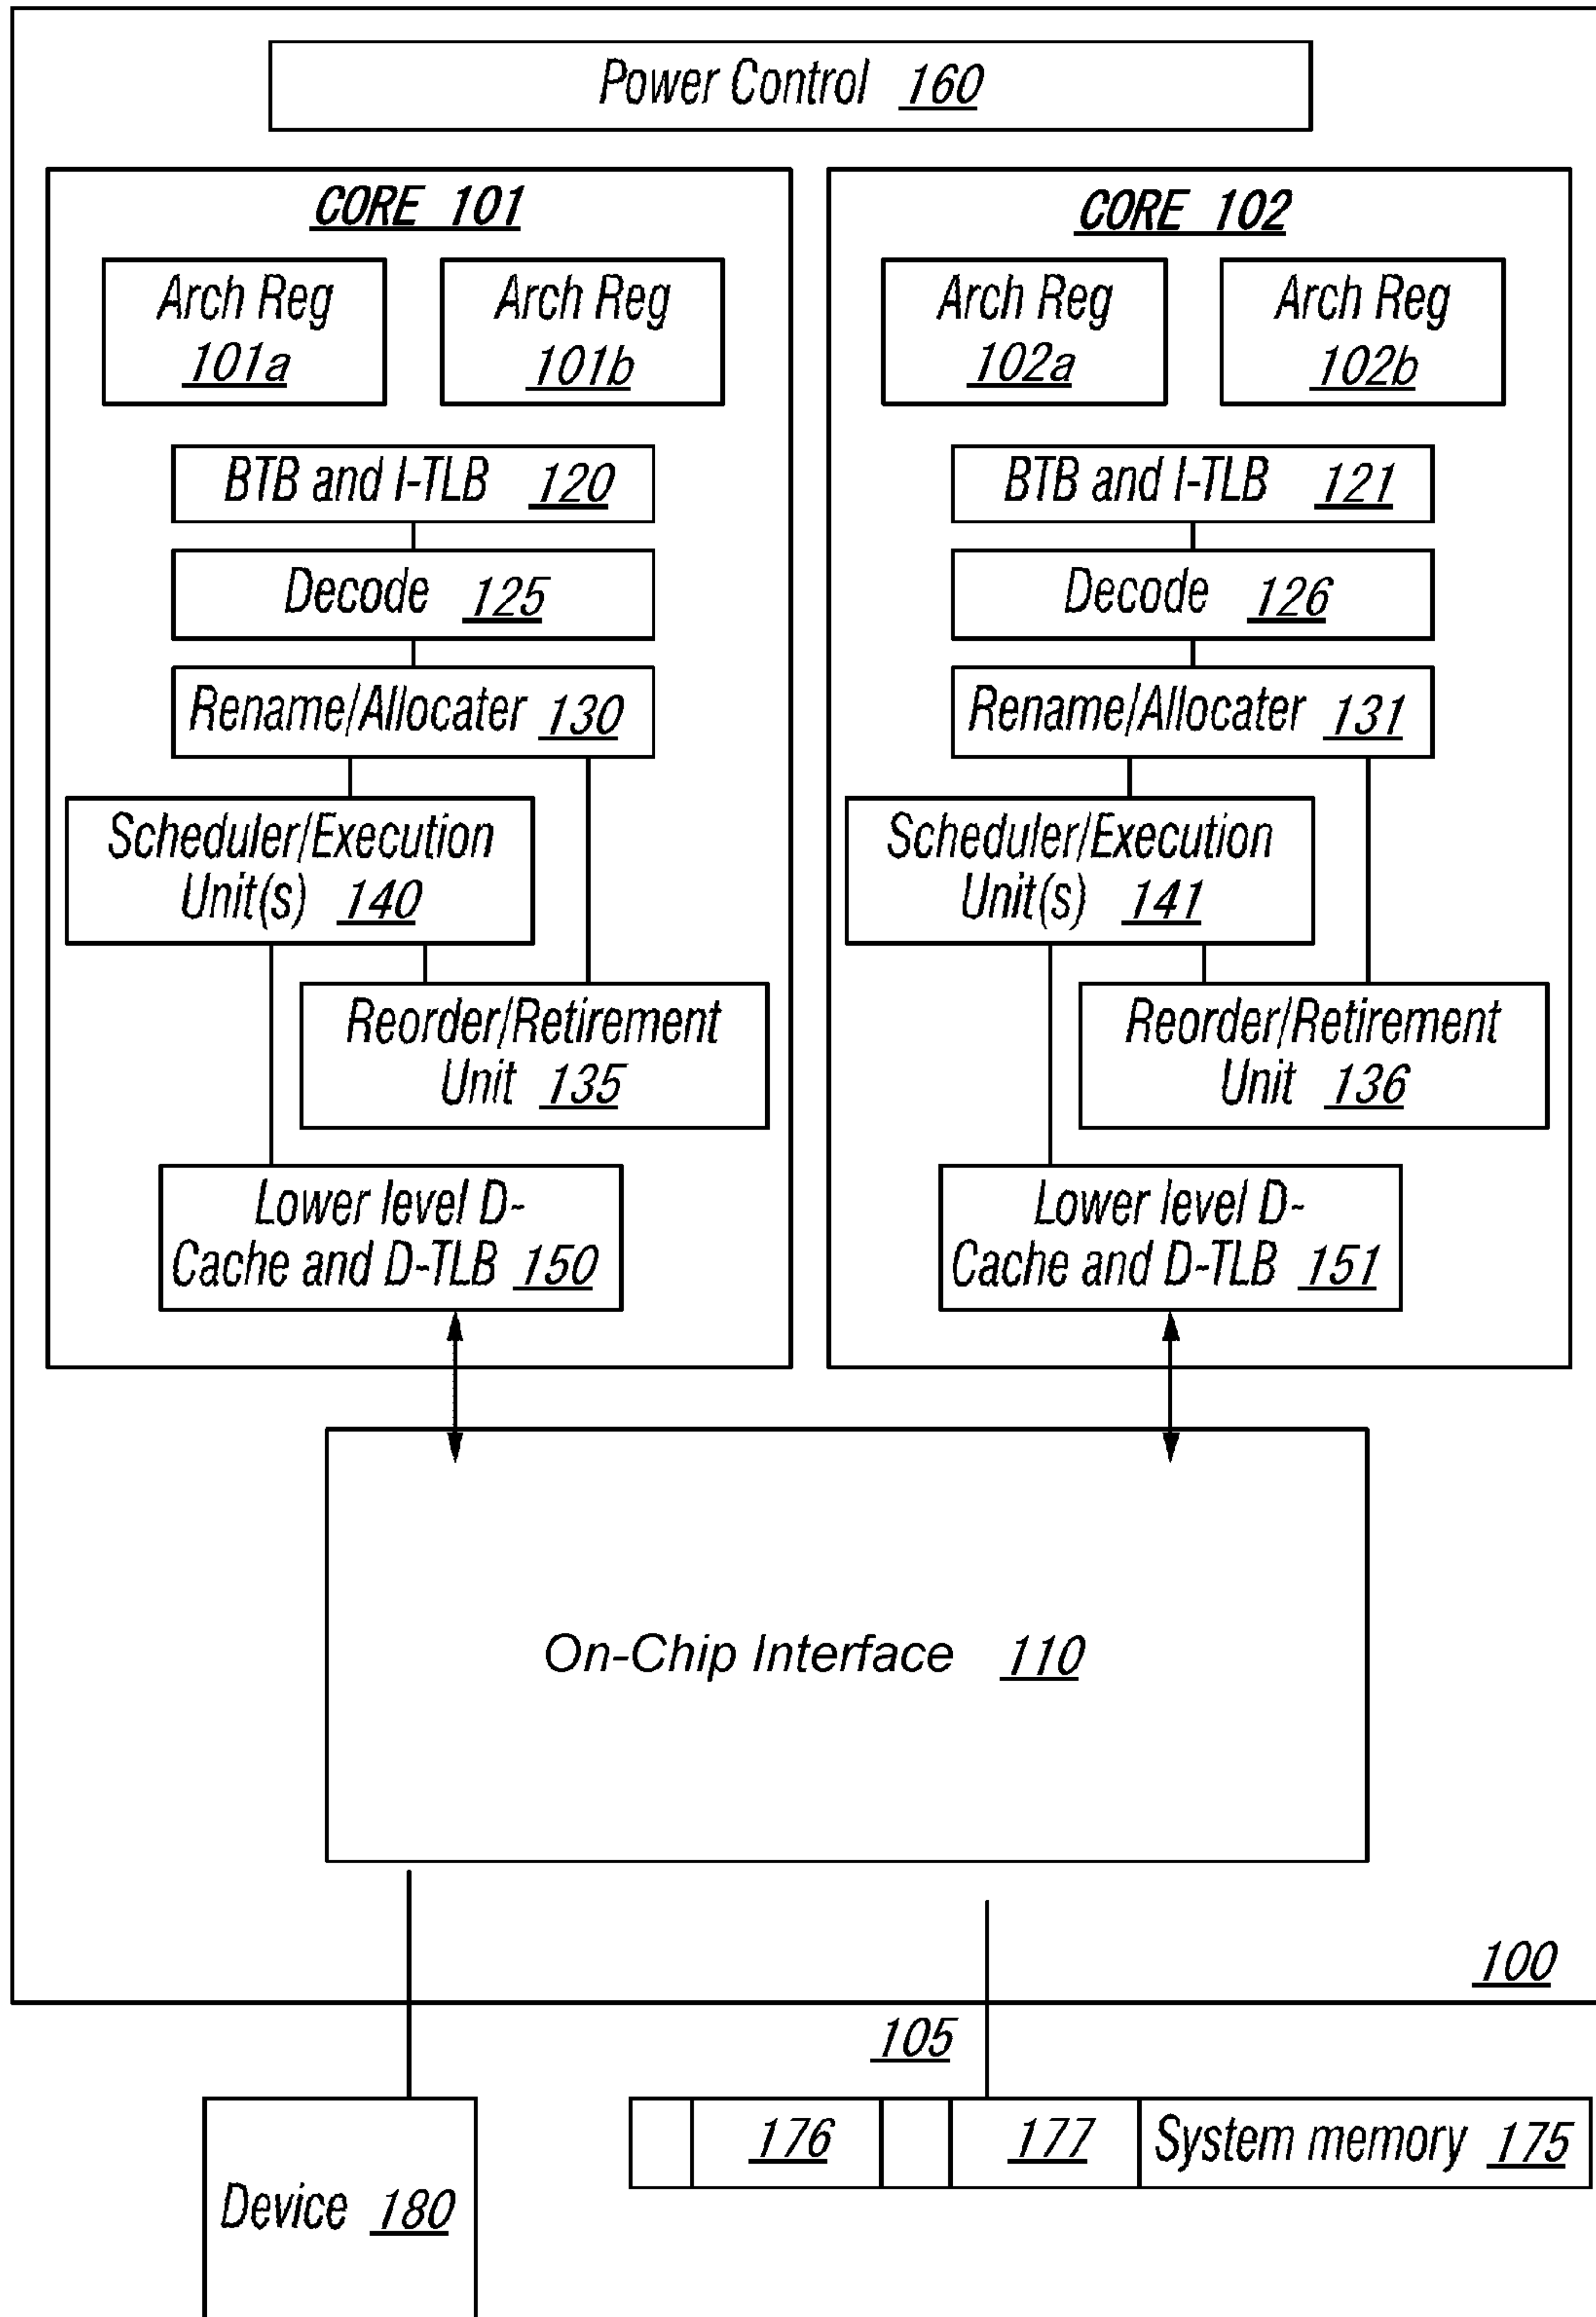 Power Control 160
CORE 101
Arch Reg
101a
Arch Reg
101b
BTB and I-TLB 120
Decode 125
Rename/Allocater 130
Scheduler/Execution
Unit(s) 140
Reorder/Retirement
Unit 135
Lower level D-
Cache and D-TLB 150
CORE 102
Arch Reg
102a
Arch Reg
102b
BTB and I-TLB 121
Decode 126
Rename/Allocater 131
Scheduler/Execution
Unit(s) 141
Reorder/Retirement
Unit 136
Lower level D-
Cache and D-TLB 151
On-Chip Interface 110
100
105
176
177
System memory 175
Device 180